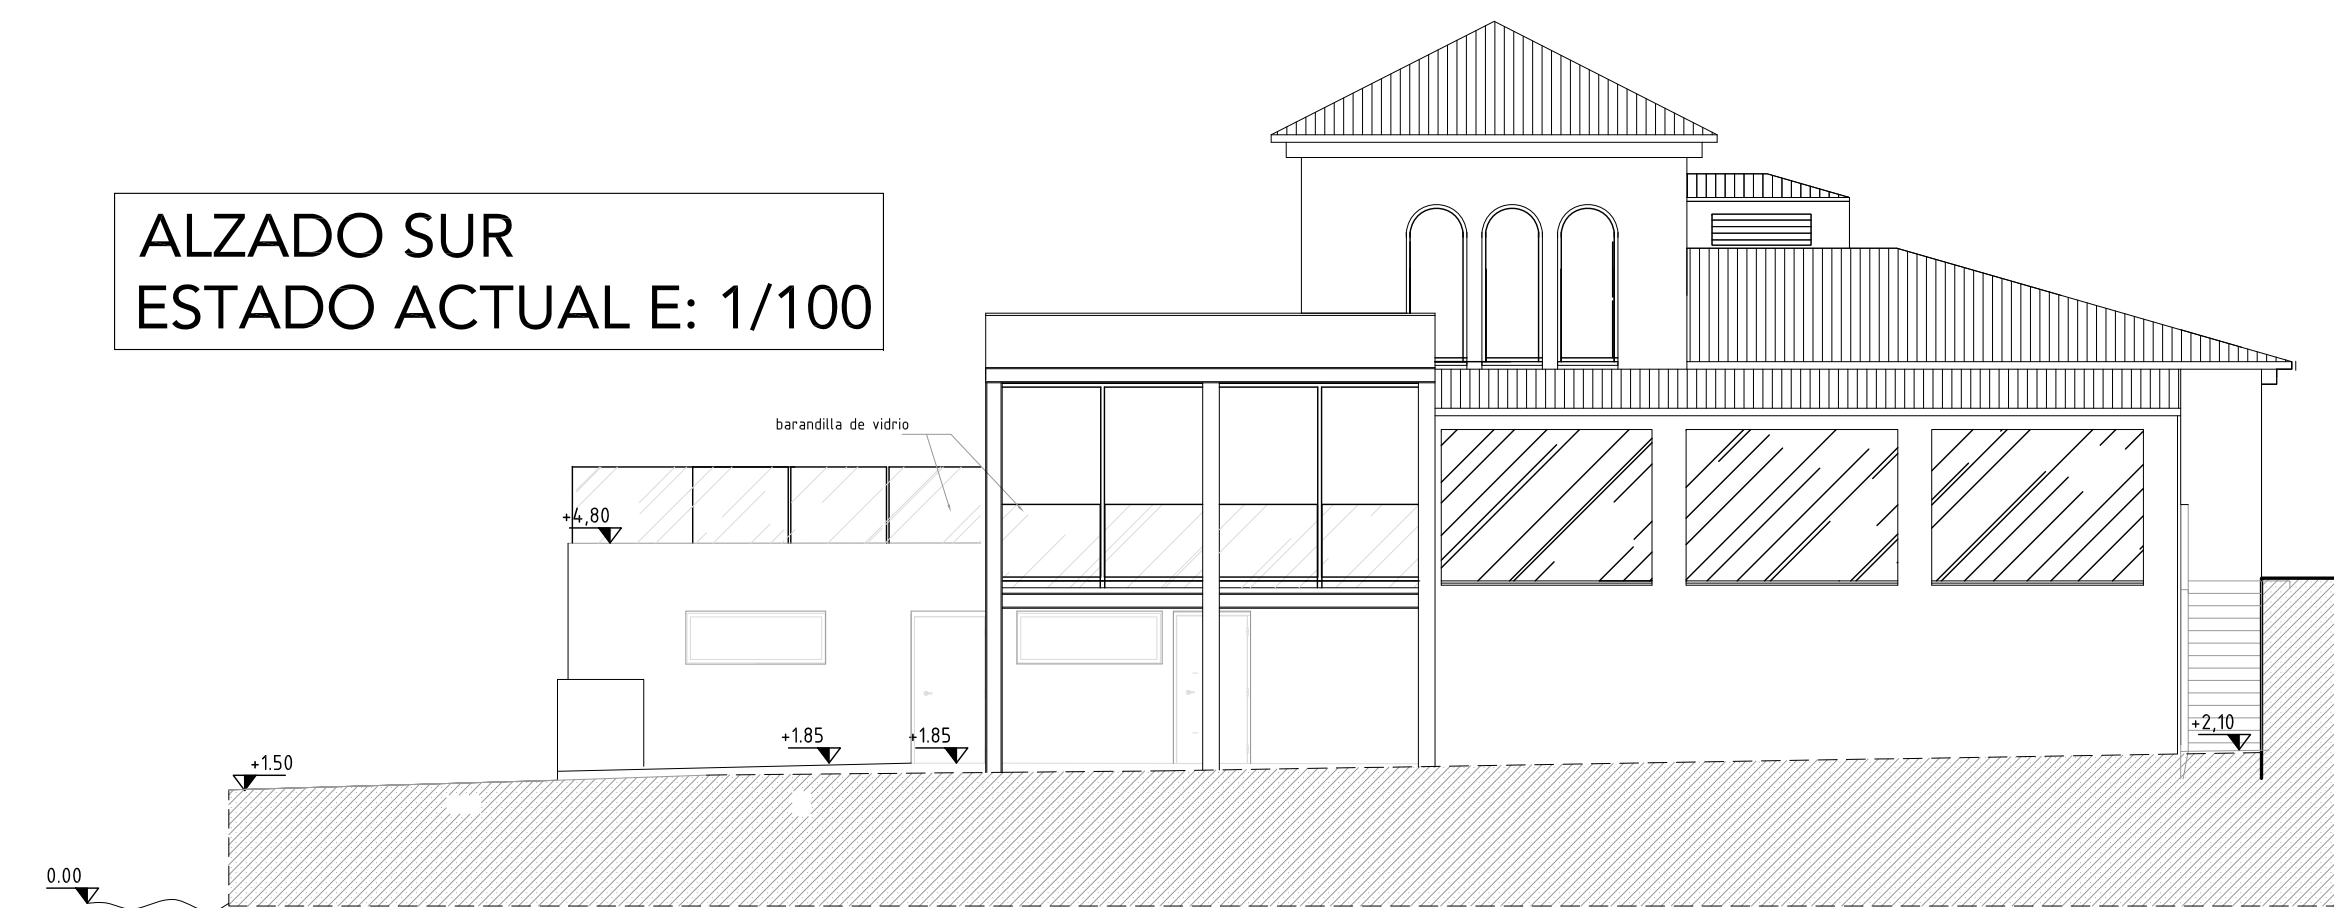 ALZADO SUR
ESTADO ACTUAL E: 1/100
barandilla de vidrio
+4,80
+1.85
+1.85
+1.50
+2,10
0.00